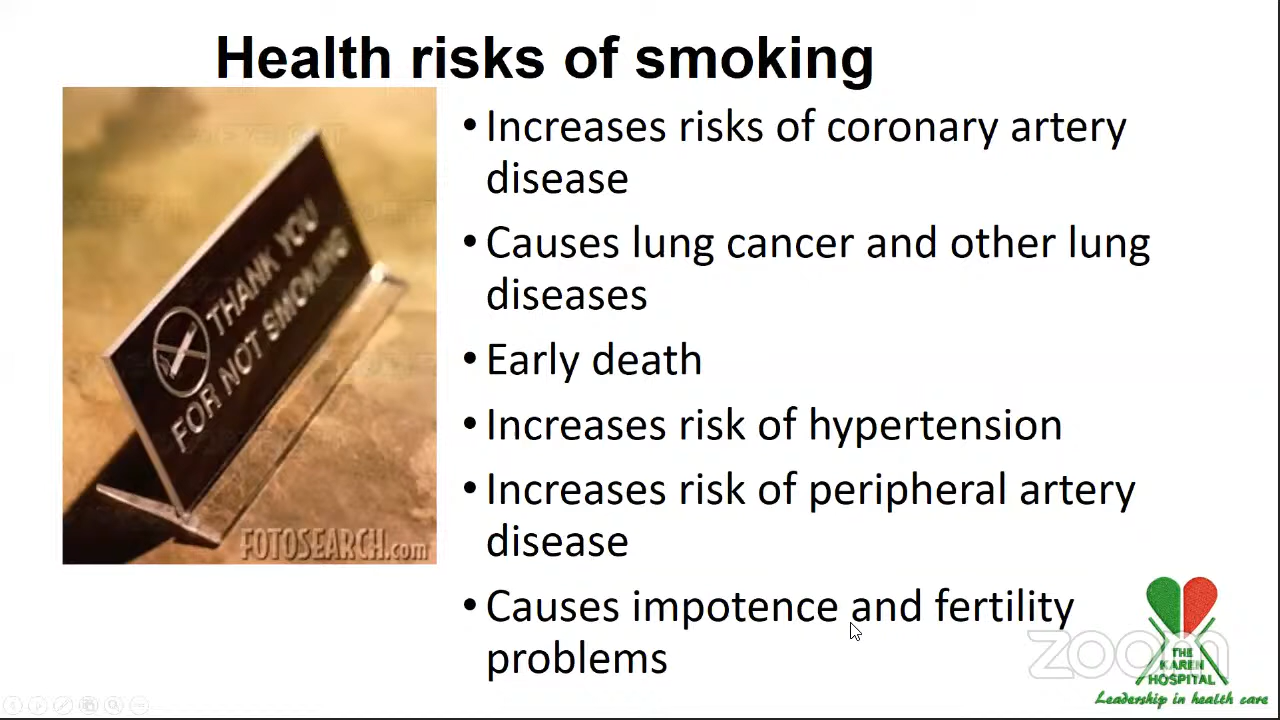 Health risks of smoking
THANK YOU
FOR NOT SMOKING
FOTOSEARCH.com
• Increases risks of coronary artery
disease
• Causes lung cancer and other lung
diseases
• Early death
• Increases risk of hypertension
• Increases risk of peripheral artery
disease
• Causes impotence and fertility
problems
zoom
THE
KAREN
HOSPITAL
Leadership in health care